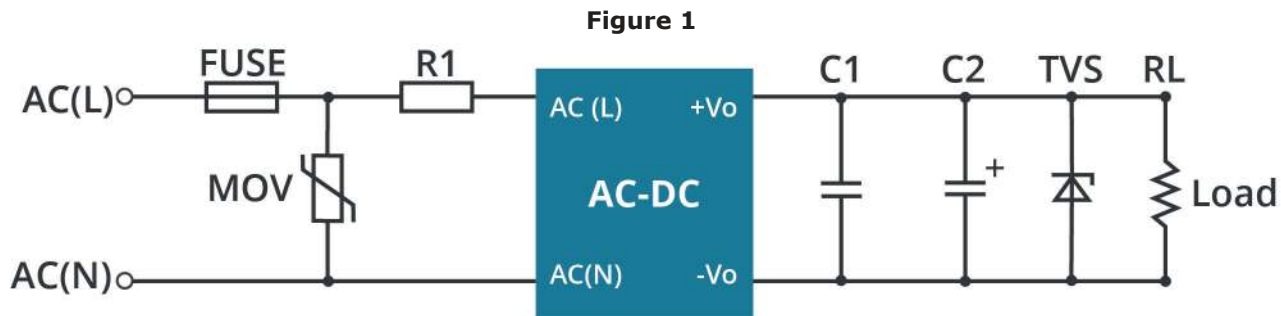 Figure 1
FUSE R1 C1 C2 TVS RL
AC(L) AC (L) +Vo
MOV AC-DC + Load
AC(N) AC(N) -Vo